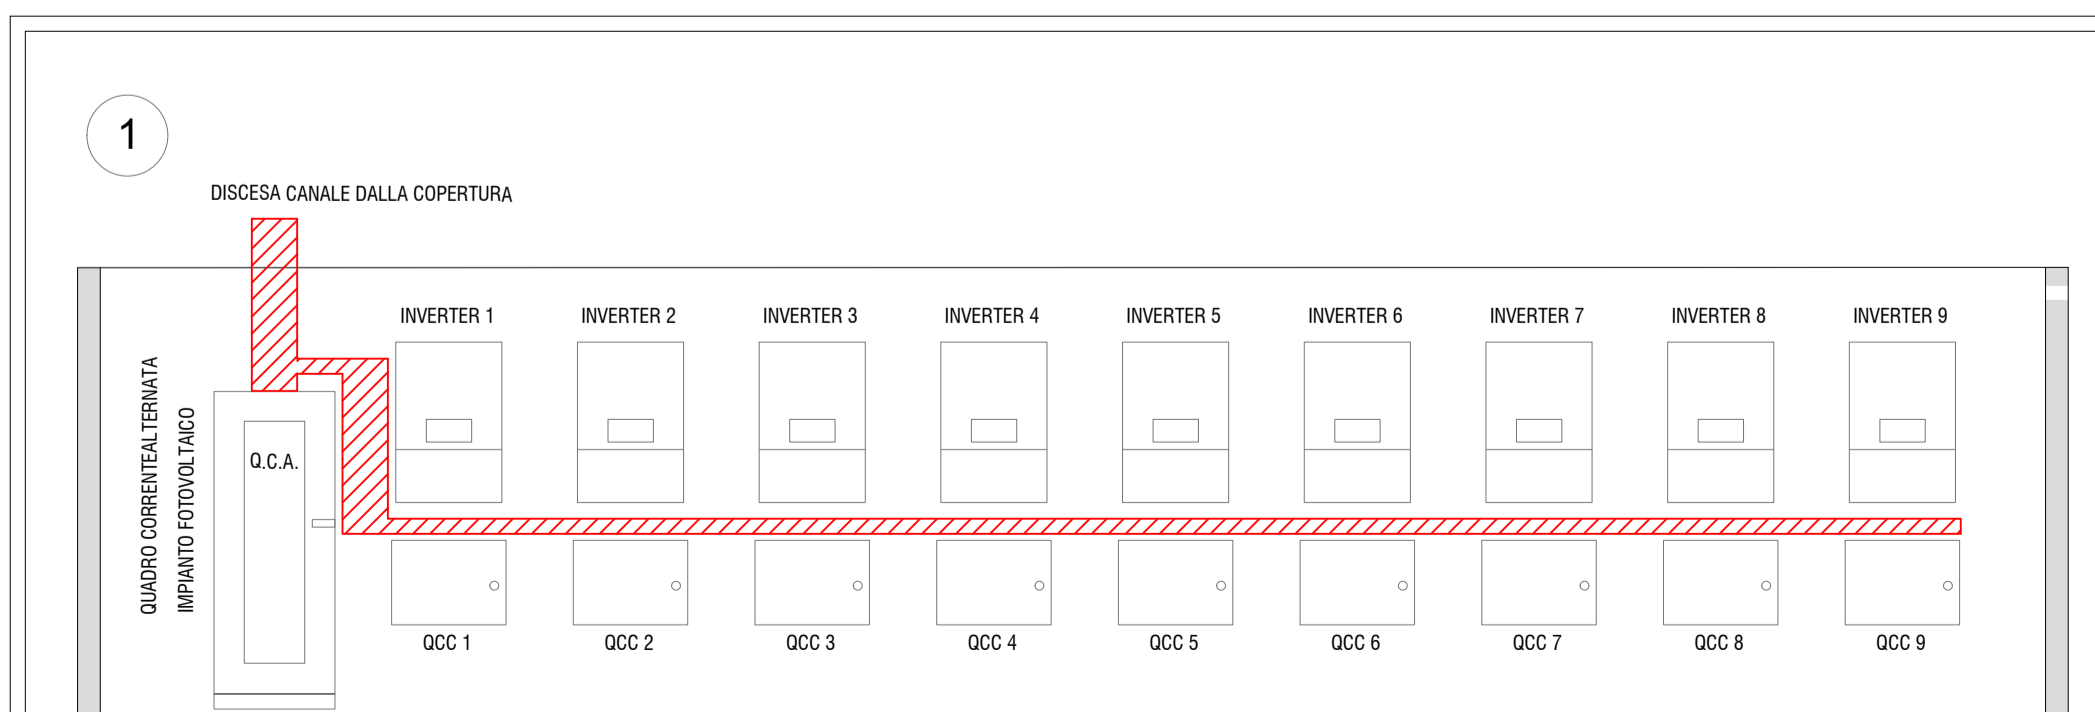 1
DISCESA CANALE DALLA COPERTURA
INVERTER 1
INVERTER 2
INVERTER 3
INVERTER 4
INVERTER 5
INVERTER 6
INVERTER 7
INVERTER 8
INVERTER 9
QUADRO CORRENTEALTERNATA
IMPIANTO FOTOVOLTAICO
Q.C.A.
QCC 1
QCC 2
QCC 3
QCC 4
QCC 5
QCC 6
QCC 7
QCC 8
QCC 9